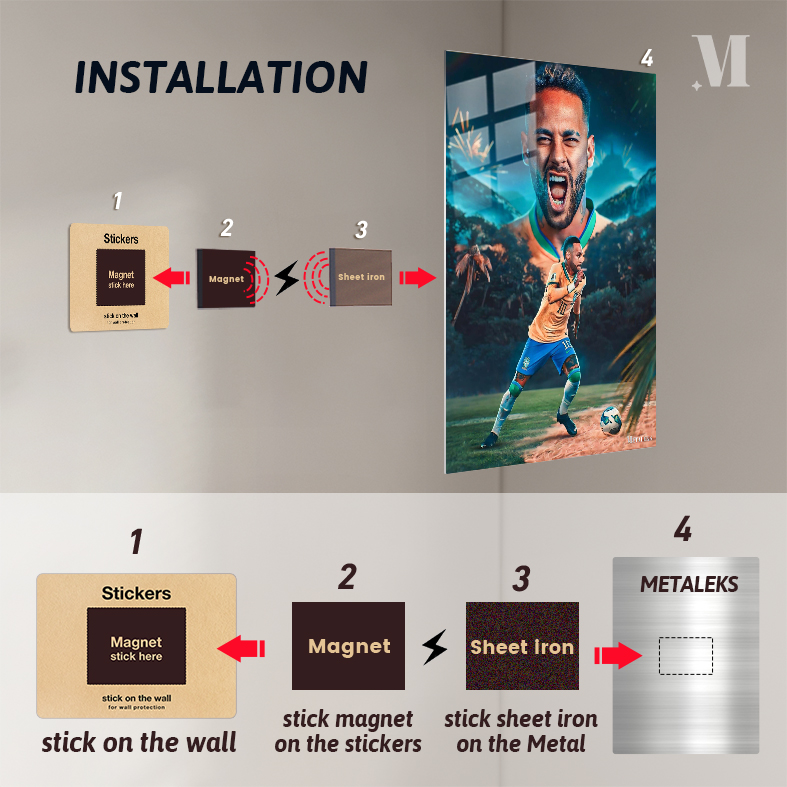 INSTALLATION
M
4
1
Stickers
Magnet
stick here
stick on the wall
for wall protection
2
Magnet
3
Sheet iron
1
Stickers
Magnet
stick here
stick on the wall
for wall protection
stick on the wall
2
Magnet
stick magnet
on the stickers
3
Sheet iron
stick sheet iron
on the Metal
4
METALEKS